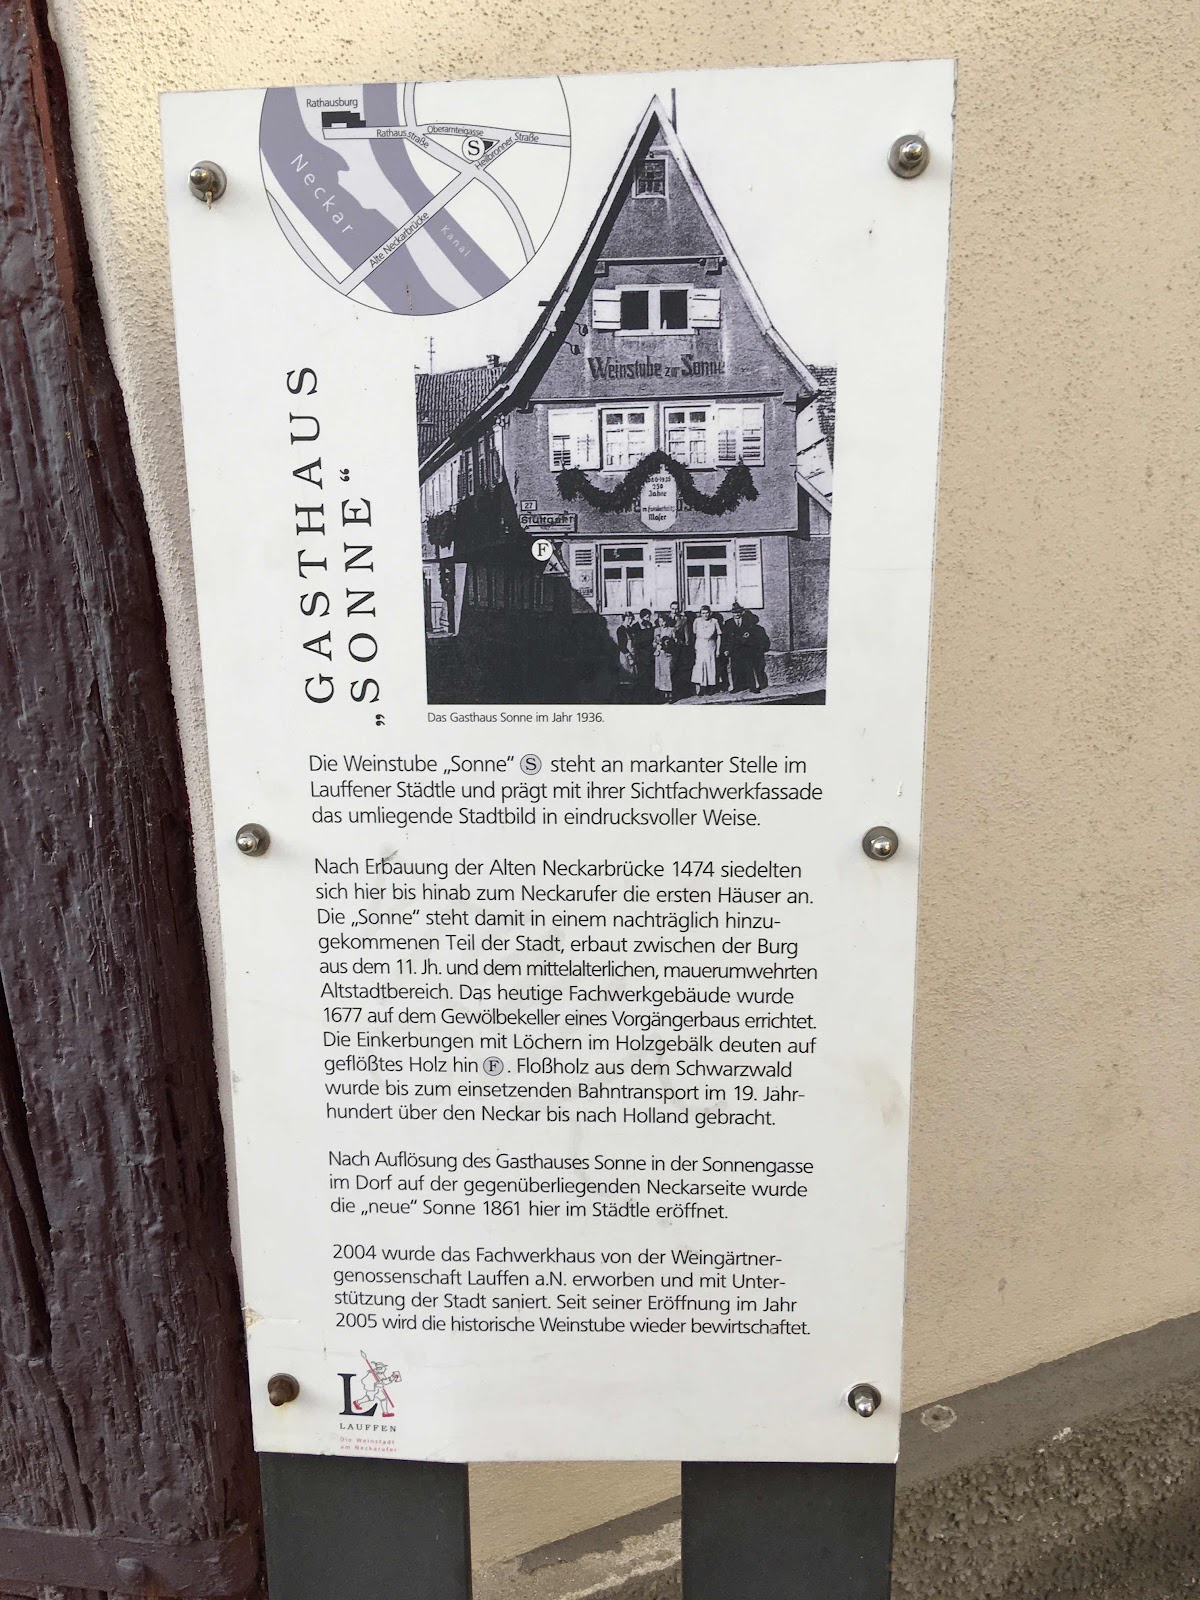 Rathausburg
Rathausstraße
Oberamteigasse
S
Heilbronner Straße
Neckar
Alte Neckarbrücke
Kanal
GASTHAUS
„SONNE“
Weinstube zur Sonne
250
Jahre
Moser
27
Stuttgart
F
Das Gasthaus Sonne im Jahr 1936.
Die Weinstube „Sonne“ S steht an markanter Stelle im
Lauffener Städtle und prägt mit ihrer Sichtfachwerkfassade
das umliegende Stadtbild in eindrucksvoller Weise.
Nach Erbauung der Alten Neckarbrücke 1474 siedelten
sich hier bis hinab zum Neckarufer die ersten Häuser an.
Die „Sonne“ steht damit in einem nachträglich hinzu-
gekommenen Teil der Stadt, erbaut zwischen der Burg
aus dem 11. Jh. und dem mittelalterlichen, mauerumwehrten
Altstadtbereich. Das heutige Fachwerkgebäude wurde
1677 auf dem Gewölbekeller eines Vorgängerbaus errichtet.
Die Einkerbungen mit Löchern im Holzgebälk deuten auf
geflößtes Holz hin F. Floßholz aus dem Schwarzwald
wurde bis zum einsetzenden Bahntransport im 19. Jahr-
hundert über den Neckar bis nach Holland gebracht.
Nach Auflösung des Gasthauses Sonne in der Sonnengasse
im Dorf auf der gegenüberliegenden Neckarseite wurde
die „neue“ Sonne 1861 hier im Städtle eröffnet.
2004 wurde das Fachwerkhaus von der Weingärtner-
genossenschaft Lauffen a.N. erworben und mit Unter-
stützung der Stadt saniert. Seit seiner Eröffnung im Jahr
2005 wird die historische Weinstube wieder bewirtschaftet.
L
LAUFFEN
Die Weinstadt
am Neckarufer